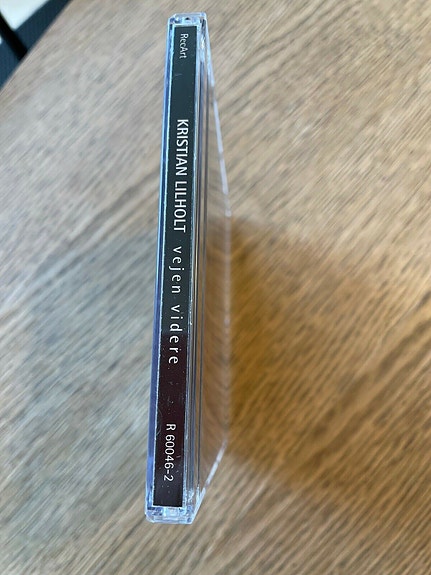 RecArt
KRISTIAN LILHOLT vejen videre
R 60046-2